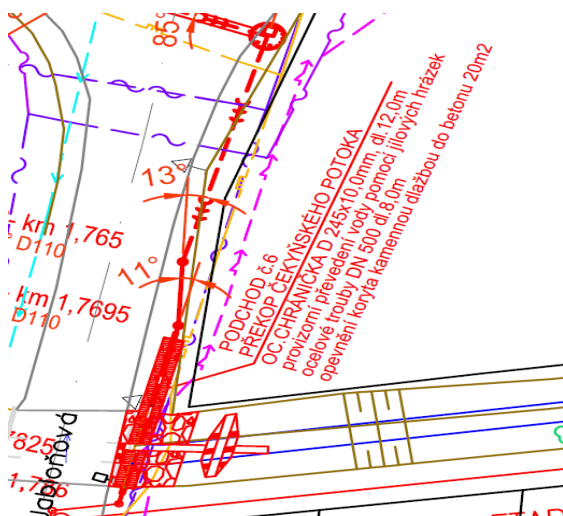 85°
13°
km 1,765
D110
11°
km 1,7695
D110
PODCHOD č.6
PŘEKOP ČEKYŇSKÉHO POTOKA
OC.CHRÁNIČKA D 245x10,0mm, dl.12,0m
provizorní převedení vody pomocí jílových hrázek
ocelové trouby DN 500 dl.8,0m
opevnění koryta kamennou dlažbou do betonu 20m2